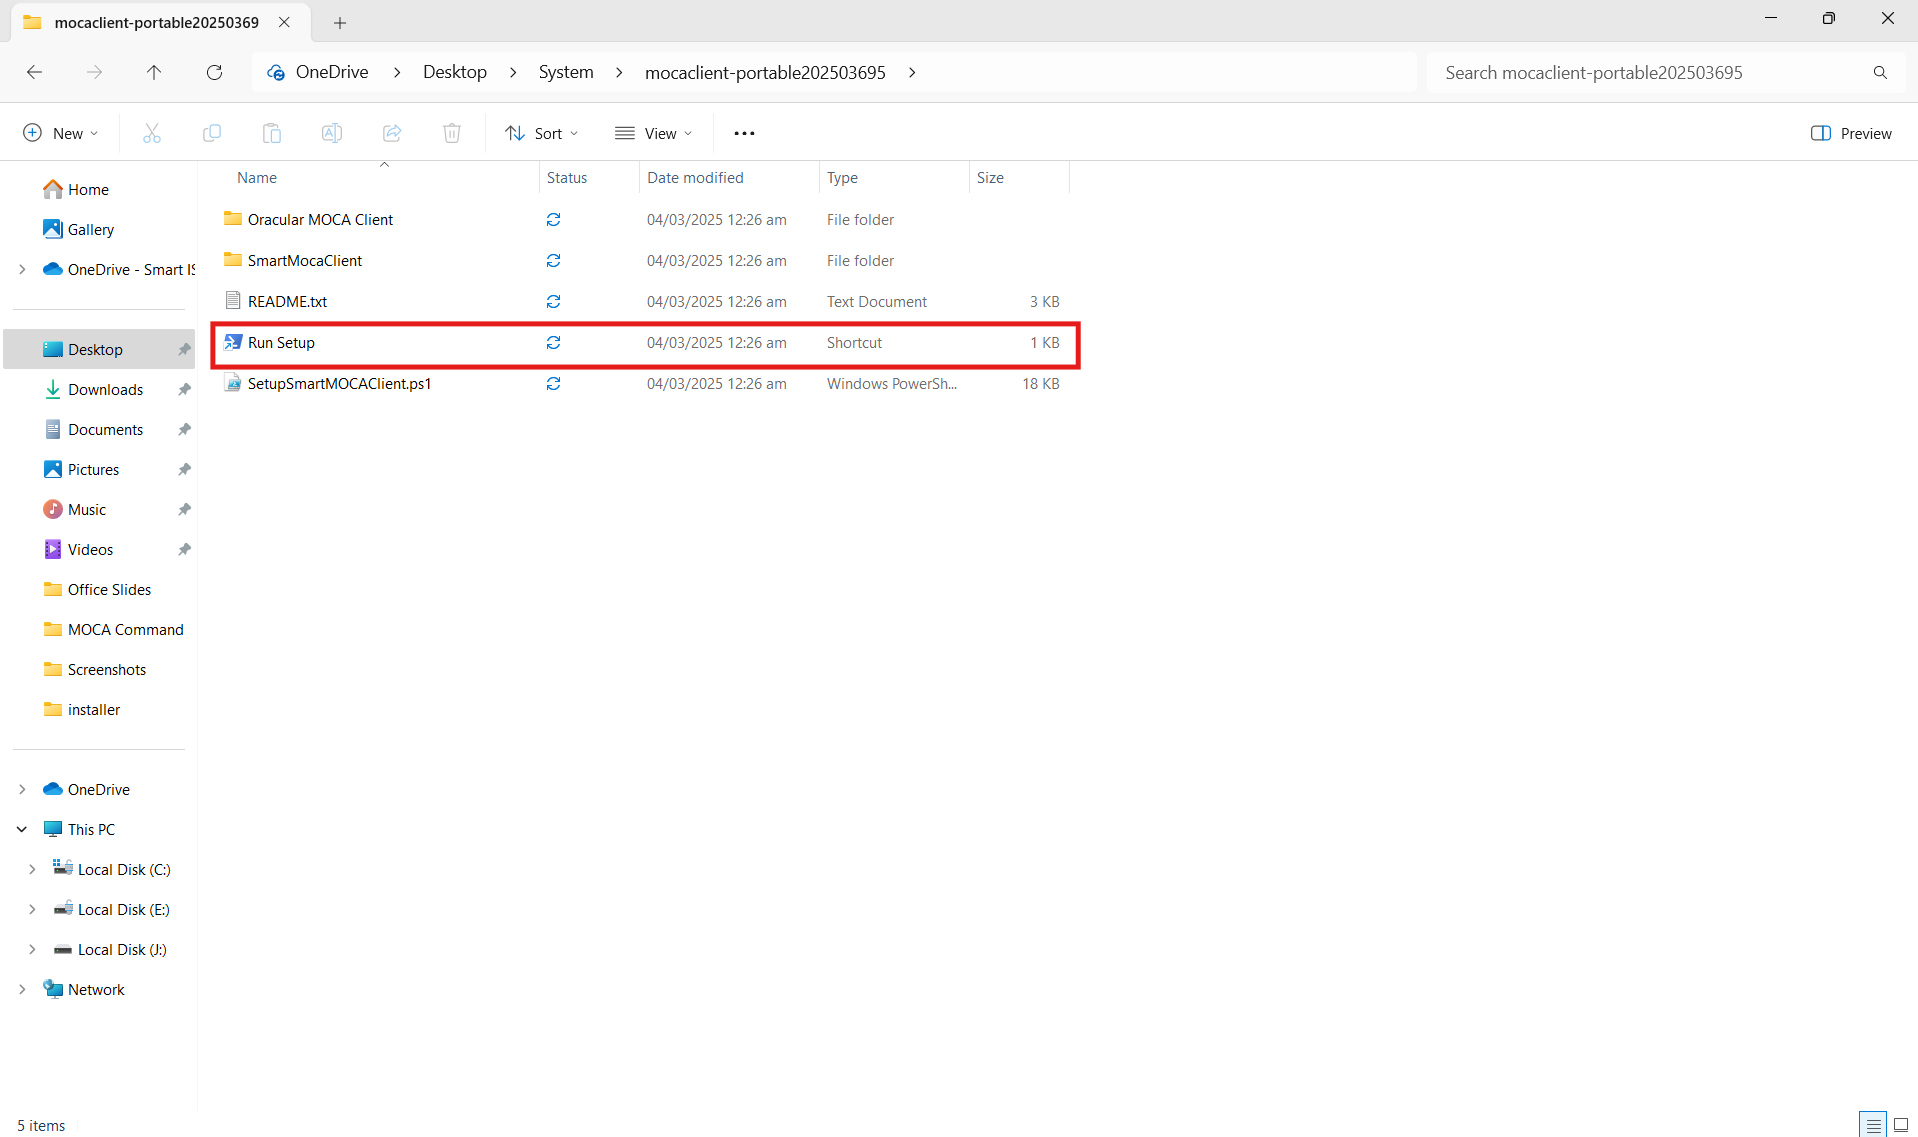 mocaclient-portable20250369
OneDrive > Desktop > System > mocaclient-portable202503695 >
Search mocaclient-portable202503695
New
Sort
View
Preview
Name Status Date modified Type Size
Oracular MOCA Client 04/03/2025 12:26 am File folder
SmartMocaClient 04/03/2025 12:26 am File folder
README.txt 04/03/2025 12:26 am Text Document 3 KB
Run Setup 04/03/2025 12:26 am Shortcut 1 KB
SetupSmartMOCAClient.ps1 04/03/2025 12:26 am Windows PowerSh... 18 KB
Home
Gallery
OneDrive - Smart IS
Desktop
Downloads
Documents
Pictures
Music
Videos
Office Slides
MOCA Command
Screenshots
installer
OneDrive
This PC
Local Disk (C:)
Local Disk (E:)
Local Disk (J:)
Network
5 items